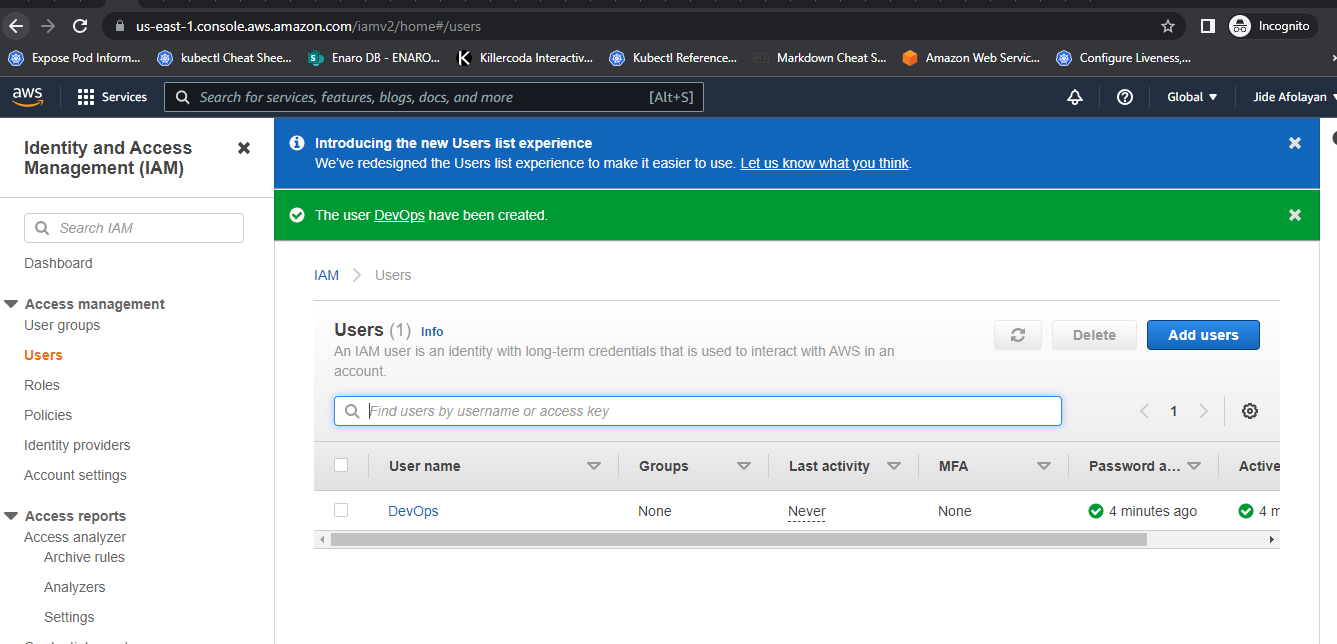 us-east-1.console.aws.amazon.com/iamv2/home#/users
Incognito
Expose Pod Inform... kubectl Cheat Shee... Enaro DB - ENARO... Killercoda Interactiv... Kubectl Reference... Markdown Cheat S... Amazon Web Servic... Configure Liveness,...
aws Services Search for services, features, blogs, docs, and more [Alt+S] Global Jide Afolayan
Identity and Access
Management (IAM)
Search IAM
Dashboard
Access management
User groups
Users
Roles
Policies
Identity providers
Account settings
Access reports
Access analyzer
Archive rules
Analyzers
Settings
Introducing the new Users list experience
We've redesigned the Users list experience to make it easier to use. Let us know what you think.
The user DevOps have been created.
IAM > Users
Users (1) Info
Delete Add users
An IAM user is an identity with long-term credentials that is used to interact with AWS in an
account.
Find users by username or access key
1
User name Groups Last activity MFA Password a... Active
DevOps None Never None 4 minutes ago 4 m